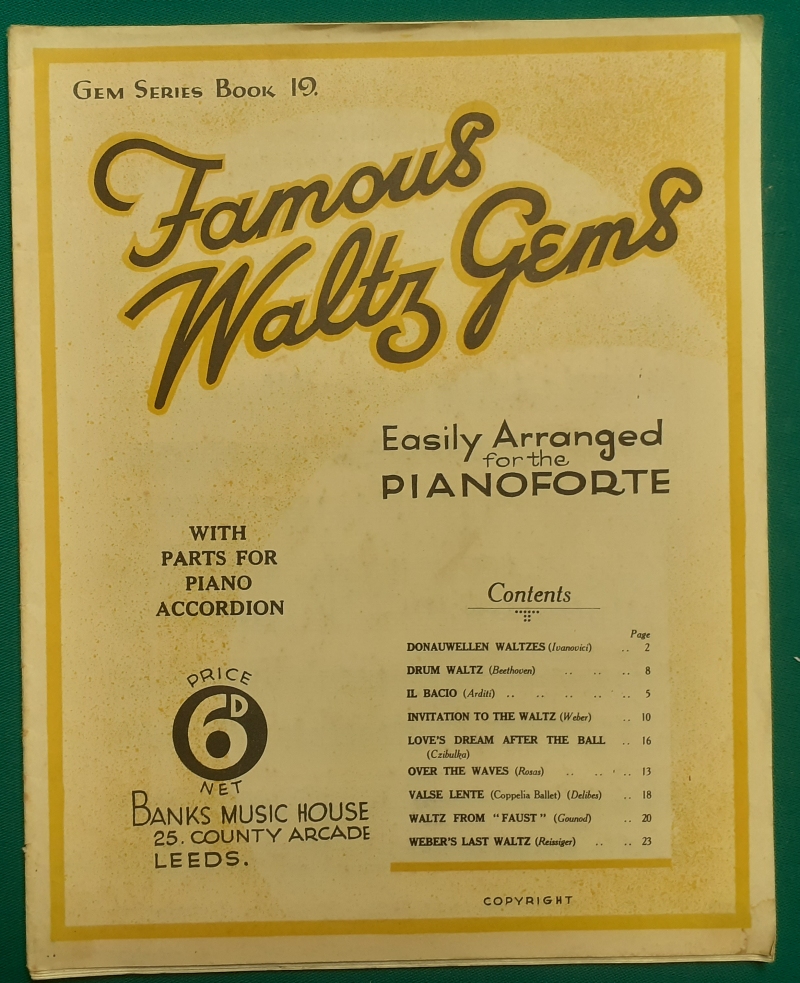 GEM SERIES BOOK 19.
Famous
Waltz Gems
Easily Arranged
for the
PIANOFORTE
WITH
PARTS FOR
PIANO
ACCORDION
PRICE
6D
NET
BANKS MUSIC HOUSE
25. COUNTY ARCADE
LEEDS.
Contents
Page
DONAUWELLEN WALTZES (Ivanovici) .. 2
DRUM WALTZ (Beethoven) .. .. .. 8
IL BACIO (Arditi) .. .. .. .. .. 5
INVITATION TO THE WALTZ (Weber) .. 10
LOVE'S DREAM AFTER THE BALL .. 16
(Czibulka)
OVER THE WAVES (Rosas) .. .. .. 13
VALSE LENTE (Coppelia Ballet) (Delibes) .. 18
WALTZ FROM "FAUST" (Gounod) .. 20
WEBER'S LAST WALTZ (Reissiger) .. .. 23
COPYRIGHT